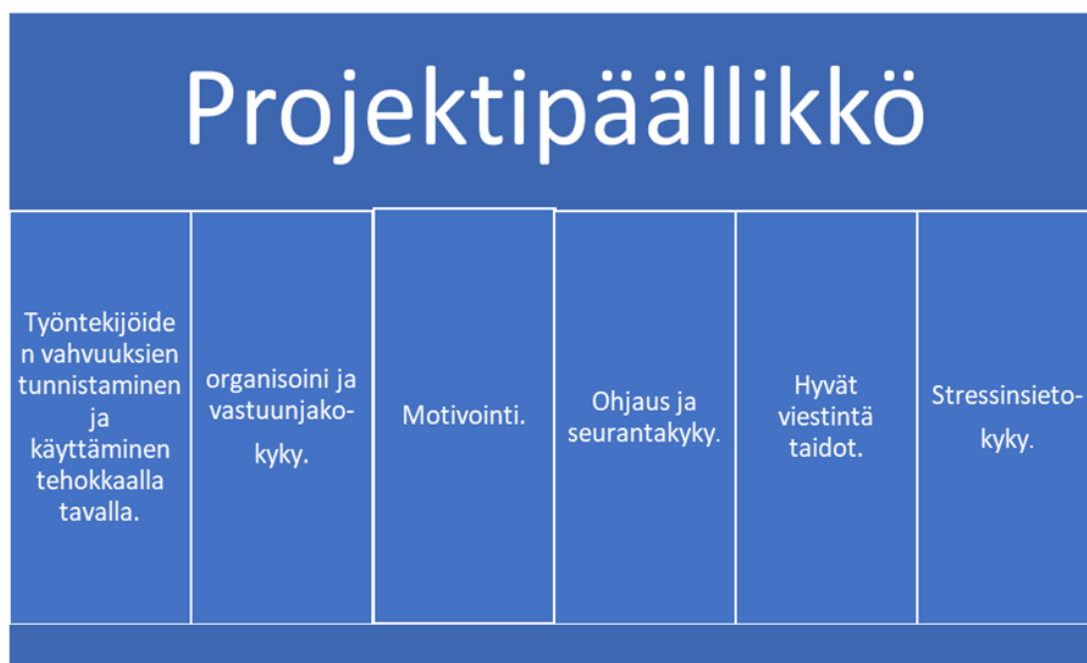 Projektipäällikkö
Työntekijöide
n vahvuuksien
tunnistaminen
ja
käyttäminen
tehokkaalla
tavalla.
organisoini ja
vastuunjako-
kyky.
Motivointi.
Ohjaus ja
seurantakyky.
Hyvät
viestintä
taidot.
Stressinsieto-
kyky.